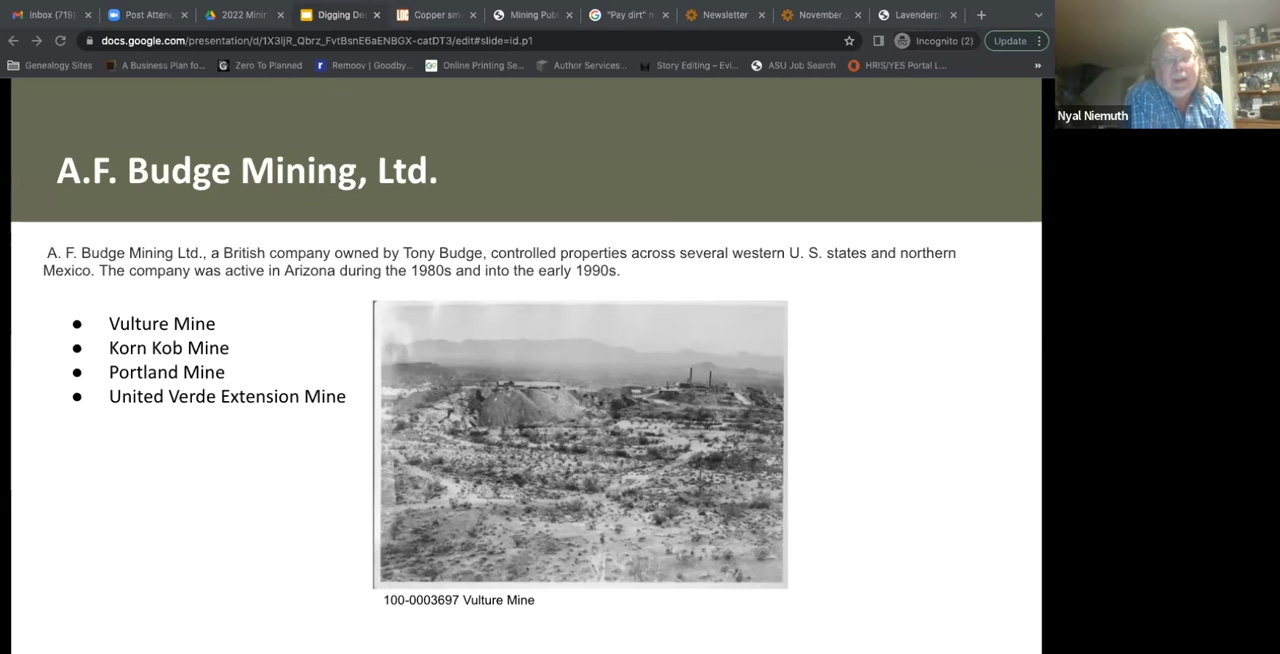 Inbox (719)
Post Atten
2022 Minin
Digging De
Copper sm
Mining Pub
"Pay dirt" n
Newsletter
November
Lavenderp
docs.google.com/presentation/d/1X3ljR_Qbrz_FvtBsnE6aENBGX-catDT3/edit#slide=id.p1
Incognito (2)
Update
Genealogy Sites
A Business Plan fo...
Zero To Planned
Remoov | Goodby...
Online Printing Se...
Author Services...
Story Editing – Evi...
ASU Job Search
HRIS/YES Portal L...
»
Nyal Niemuth
A.F. Budge Mining, Ltd.
A. F. Budge Mining Ltd., a British company owned by Tony Budge, controlled properties across several western U. S. states and northern
Mexico. The company was active in Arizona during the 1980s and into the early 1990s.
● Vulture Mine
● Korn Kob Mine
● Portland Mine
● United Verde Extension Mine
100-0003697 Vulture Mine